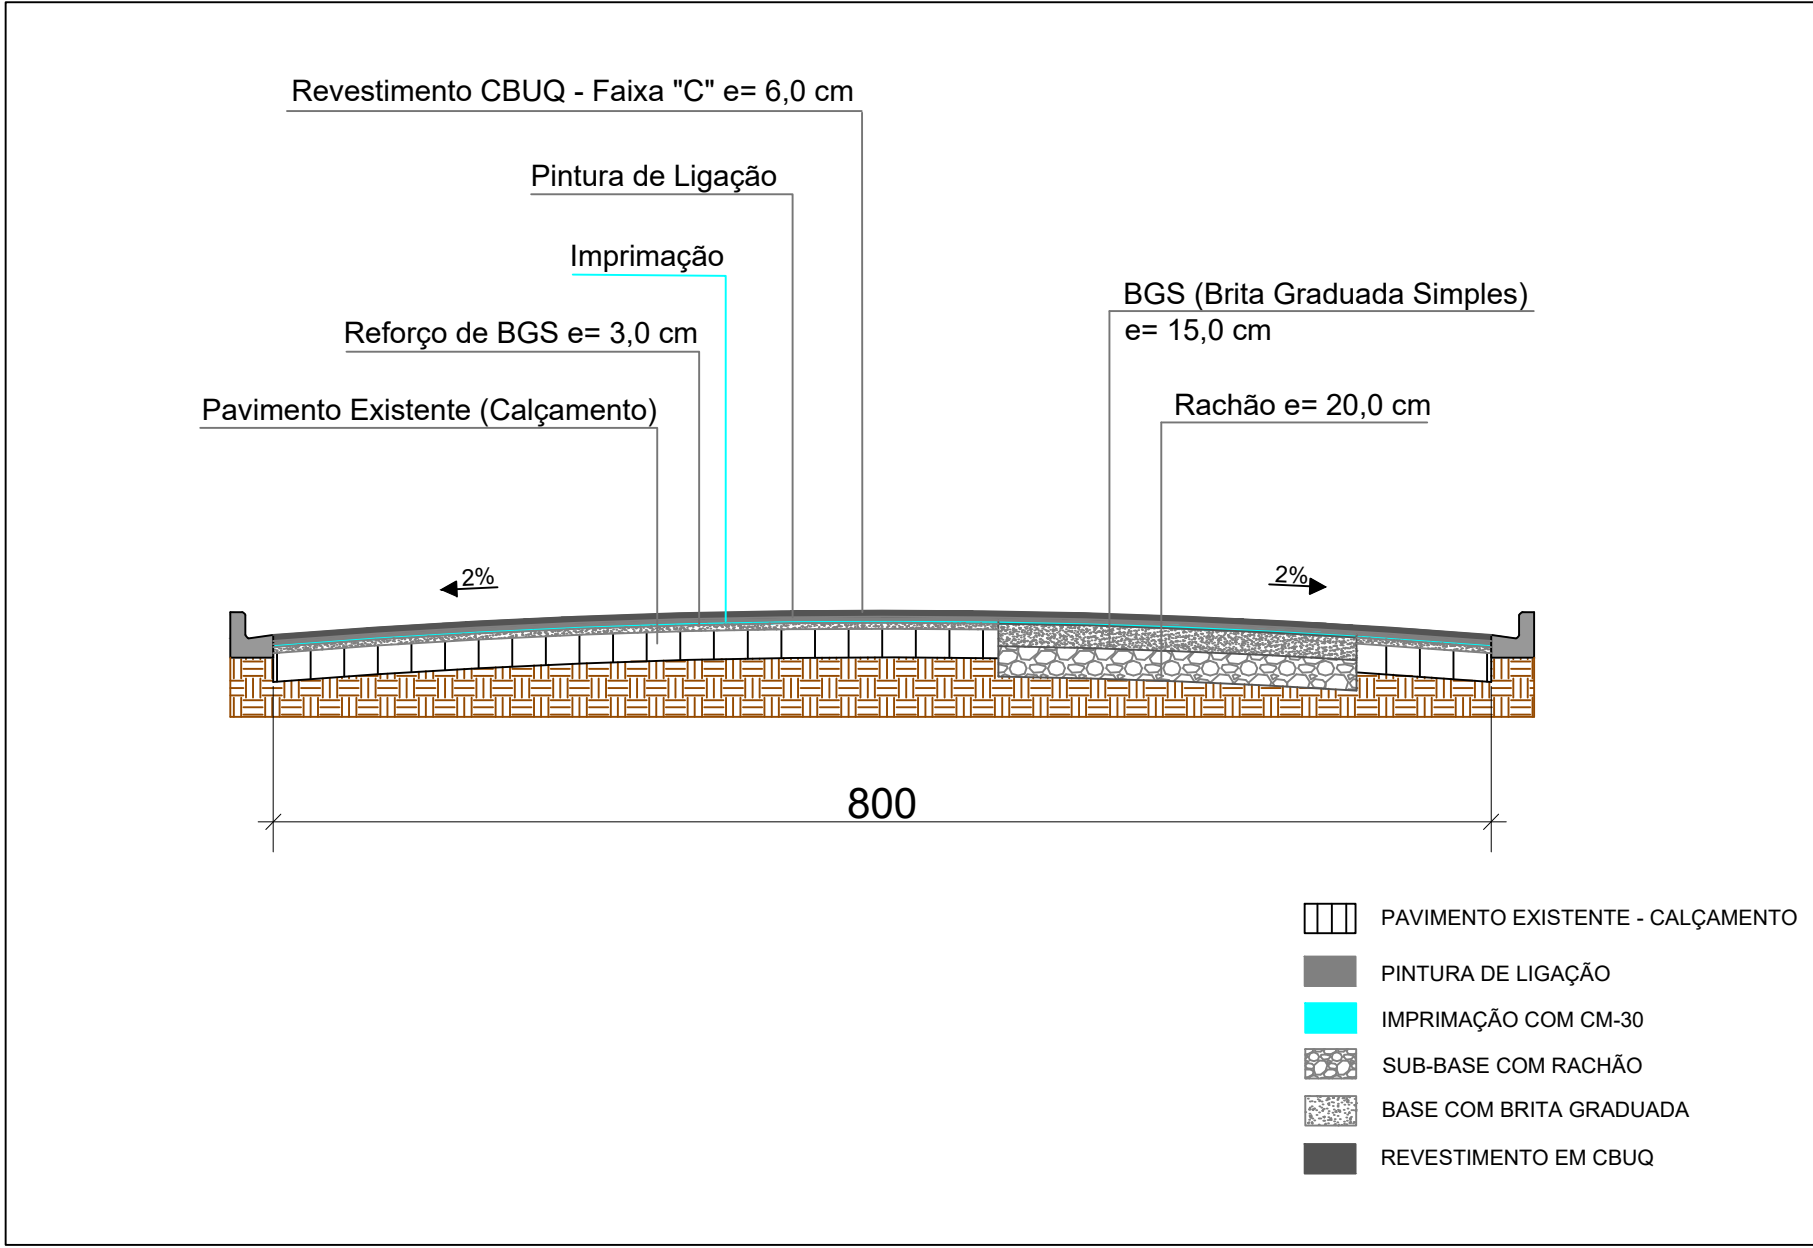 Revestimento CBUQ - Faixa "C" e= 6,0 cm
Pintura de Ligação
Imprimação
Reforço de BGS e= 3,0 cm
Pavimento Existente (Calçamento)
BGS (Brita Graduada Simples)
e= 15,0 cm
Rachão e= 20,0 cm
2%
2%
800
PAVIMENTO EXISTENTE - CALÇAMENTO
PINTURA DE LIGAÇÃO
IMPRIMAÇÃO COM CM-30
SUB-BASE COM RACHÃO
BASE COM BRITA GRADUADA
REVESTIMENTO EM CBUQ